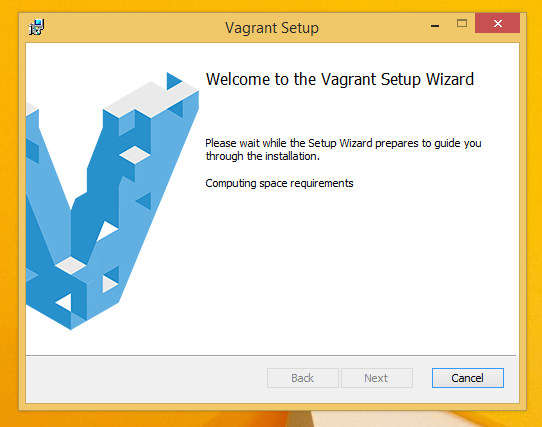 Vagrant Setup
Welcome to the Vagrant Setup Wizard
Please wait while the Setup Wizard prepares to guide you
through the installation.
Computing space requirements
Back
Next
Cancel